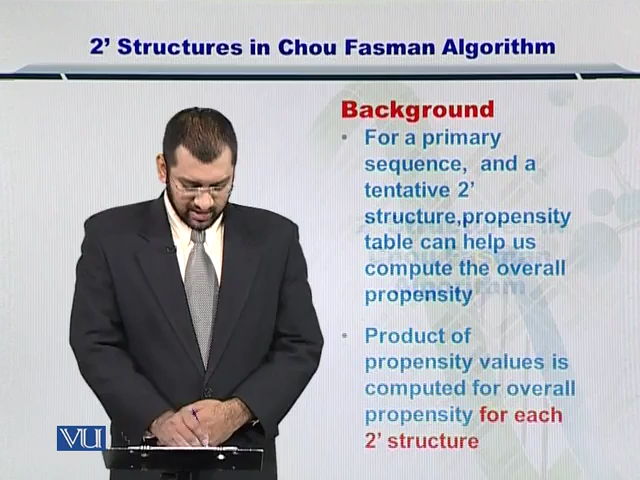 2’ Structures in Chou Fasman Algorithm
Background
• For a primary
sequence, and a
tentative 2’
structure,propensity
table can help us
compute the overall
propensity
• Product of
propensity values is
computed for overall
propensity for each
2’ structure
VU